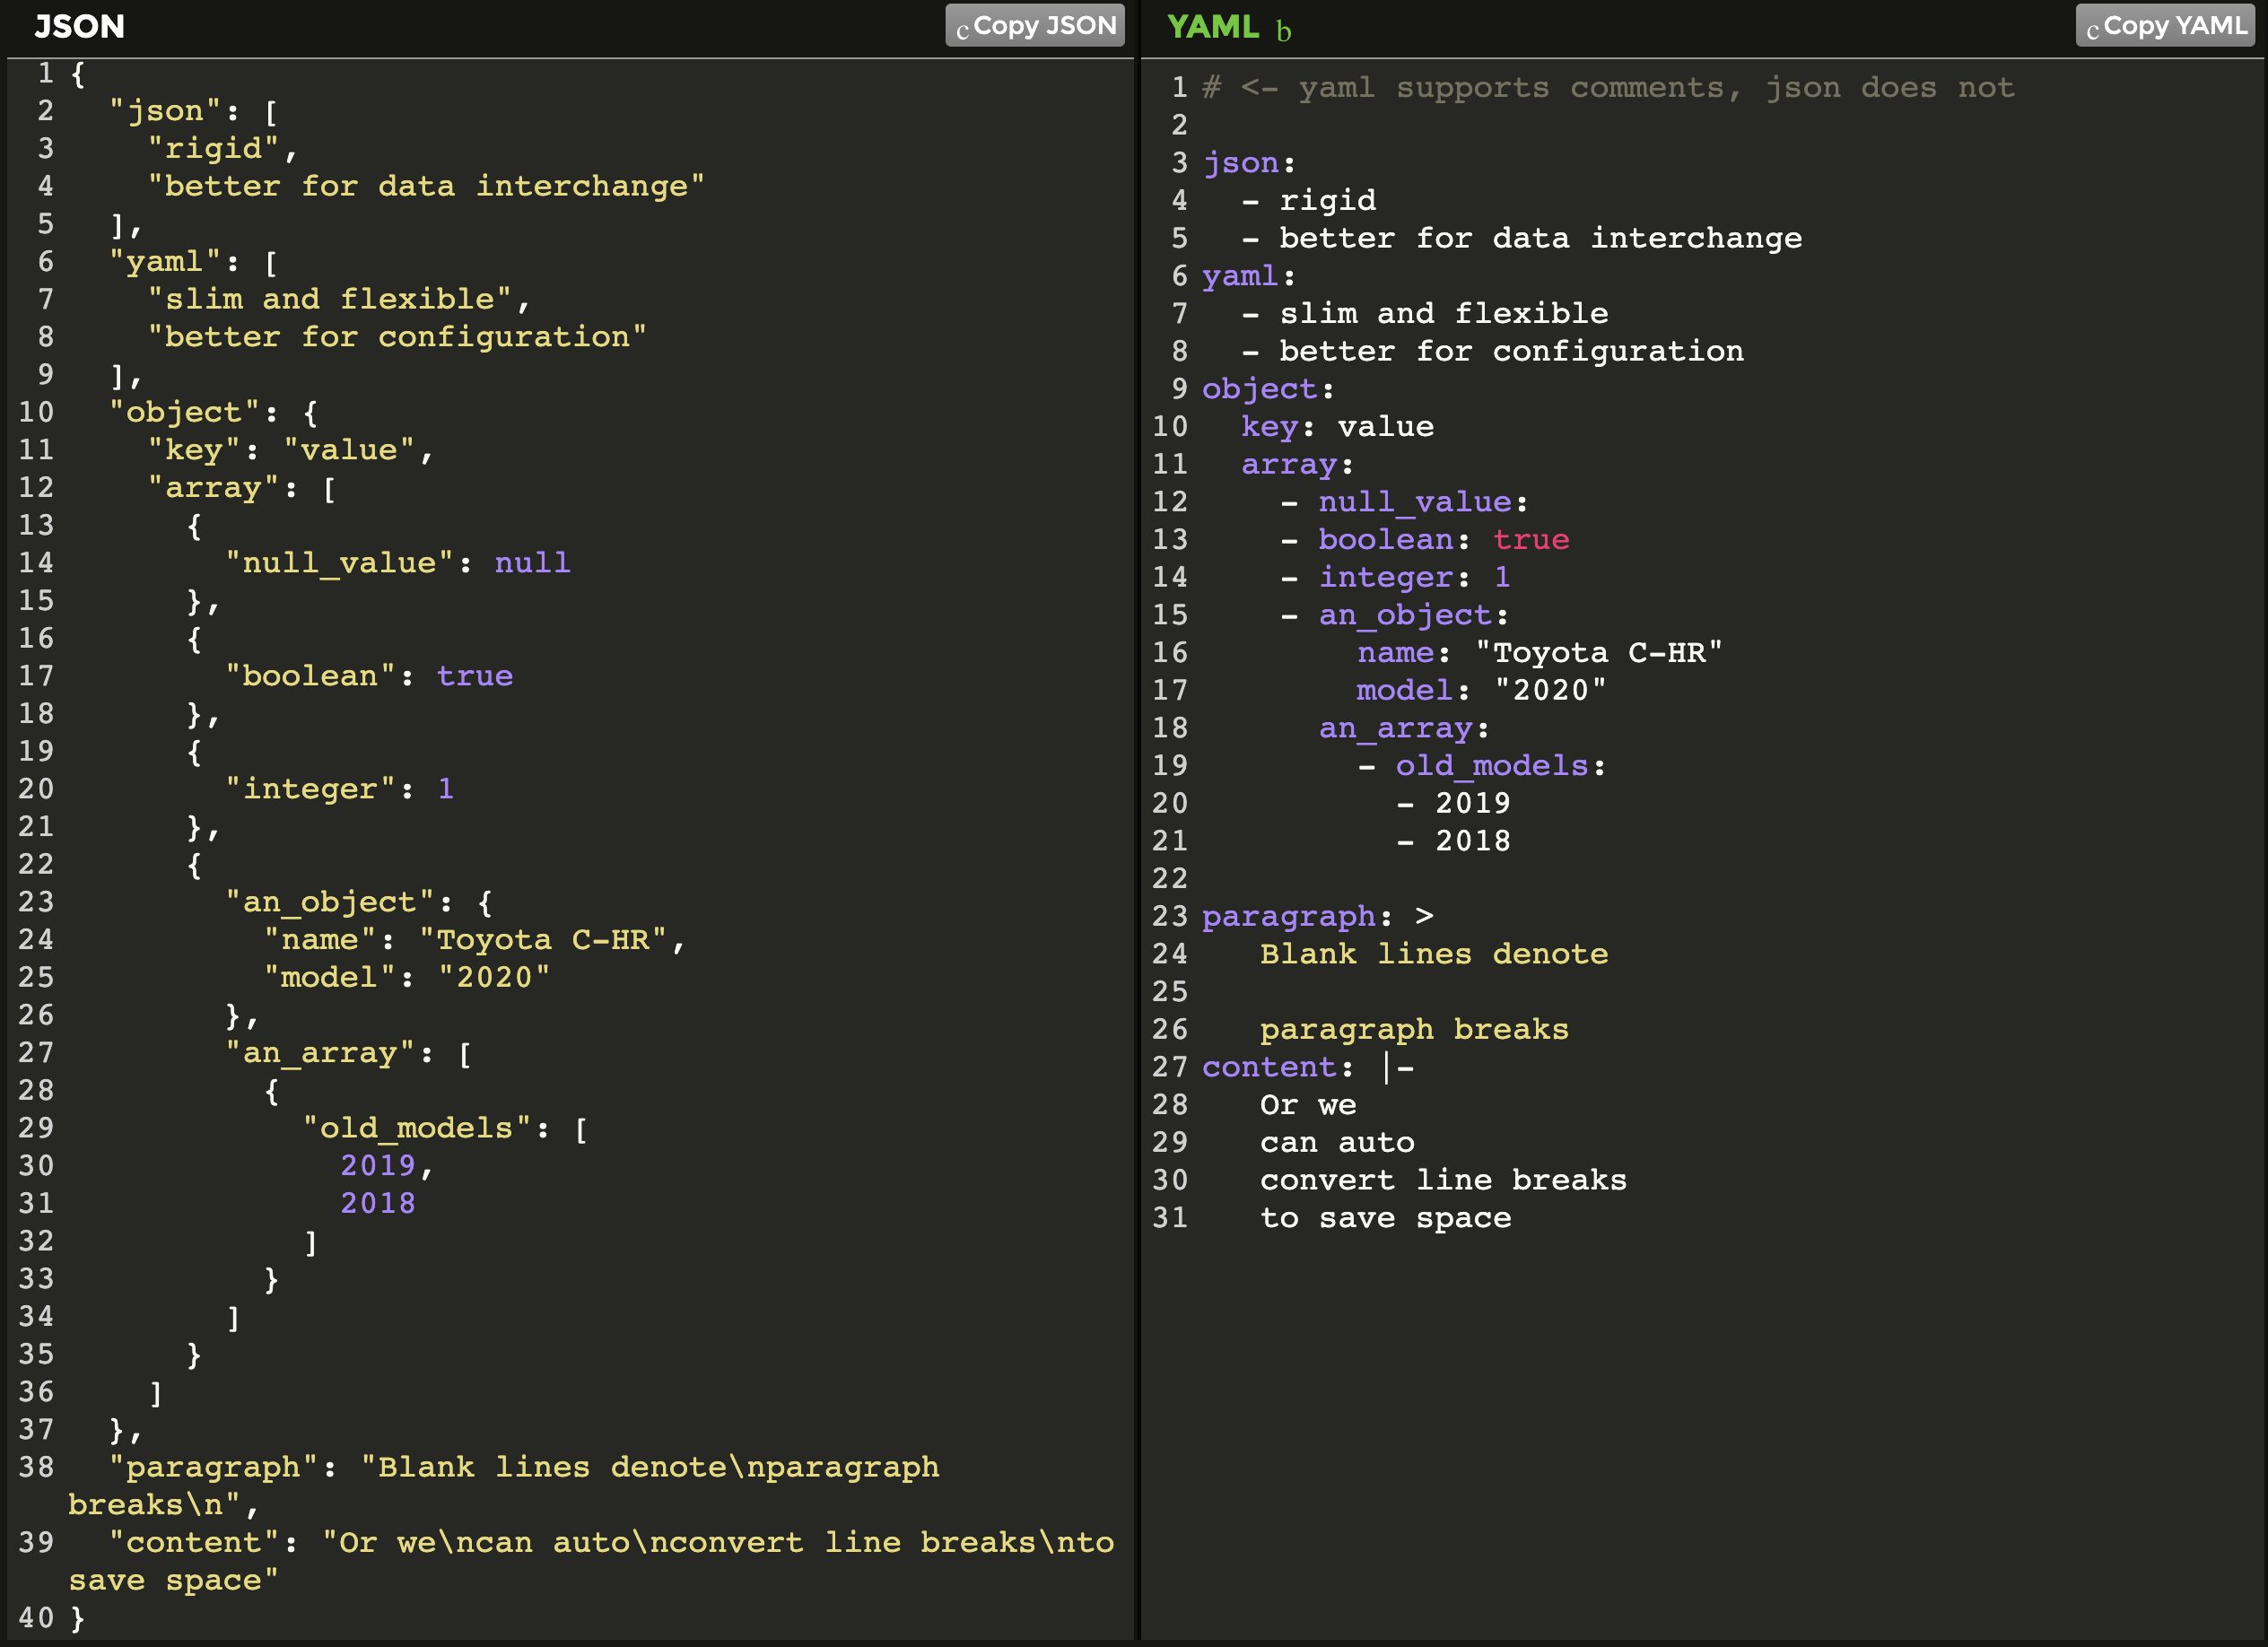 JSON
c Copy JSON
1 {
2   "json": [
3     "rigid",
4     "better for data interchange"
5   ],
6   "yaml": [
7     "slim and flexible",
8     "better for configuration"
9   ],
10   "object": {
11     "key": "value",
12     "array": [
13       {
14         "null_value": null
15       },
16       {
17         "boolean": true
18       },
19       {
20         "integer": 1
21       },
22       {
23         "an_object": {
24           "name": "Toyota C-HR",
25           "model": "2020"
26         },
27         "an_array": [
28           {
29             "old_models": [
30               2019,
31               2018
32             ]
33           }
34         ]
35       }
36     ]
37   },
38   "paragraph": "Blank lines denote\nparagraph
breaks\n",
39   "content": "Or we\ncan auto\nconvert line breaks\nto
save space"
40 }
YAML b
c Copy YAML
1 # <- yaml supports comments, json does not
2
3 json:
4   - rigid
5   - better for data interchange
6 yaml:
7   - slim and flexible
8   - better for configuration
9 object:
10   key: value
11   array:
12     - null_value:
13     - boolean: true
14     - integer: 1
15     - an_object:
16         name: "Toyota C-HR"
17         model: "2020"
18       an_array:
19         - old_models:
20           - 2019
21           - 2018
22
23 paragraph: >
24    Blank lines denote
25
26    paragraph breaks
27 content: |-
28    Or we
29    can auto
30    convert line breaks
31    to save space